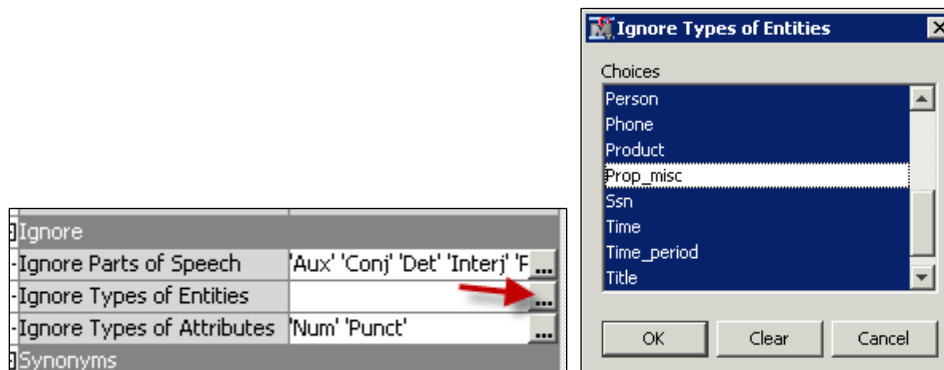 Ignore
Ignore Parts of Speech 'Aux' 'Conj' 'Det' 'Interj' ...
Ignore Types of Entities ...
Ignore Types of Attributes 'Num' 'Punct' ...
Synonyms
Ignore Types of Entities
Choices
Person
Phone
Product
Prop_misc
Ssn
Time
Time_period
Title
OK Clear Cancel